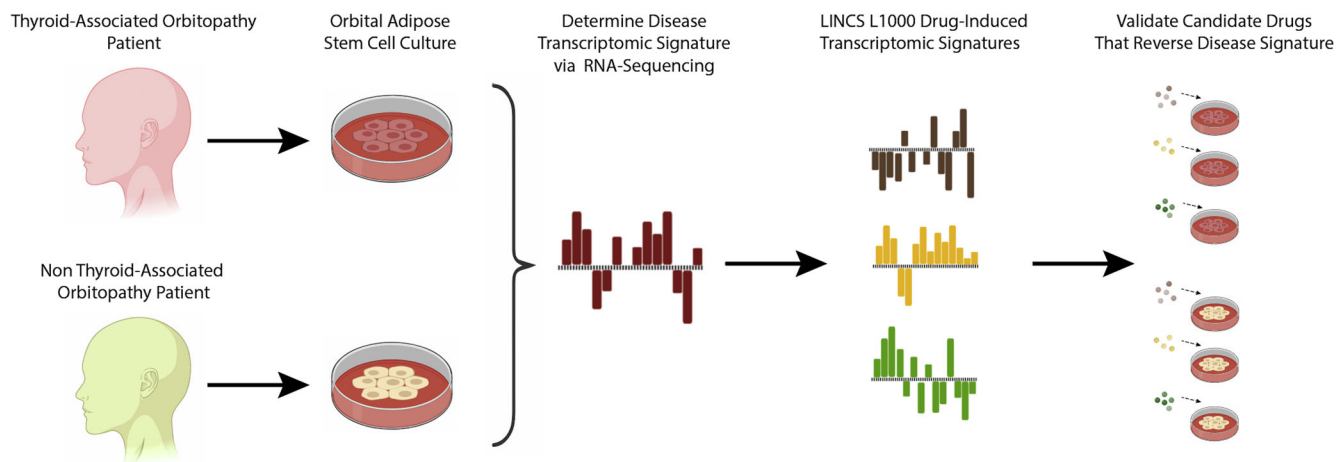 Thyroid-Associated Orbitopathy
Patient
Orbital Adipose
Stem Cell Culture
Determine Disease
Transcriptomic Signature
via RNA-Sequencing
LINCS L1000 Drug-Induced
Transcriptomic Signatures
Validate Candidate Drugs
That Reverse Disease Signature
Non Thyroid-Associated
Orbitopathy Patient